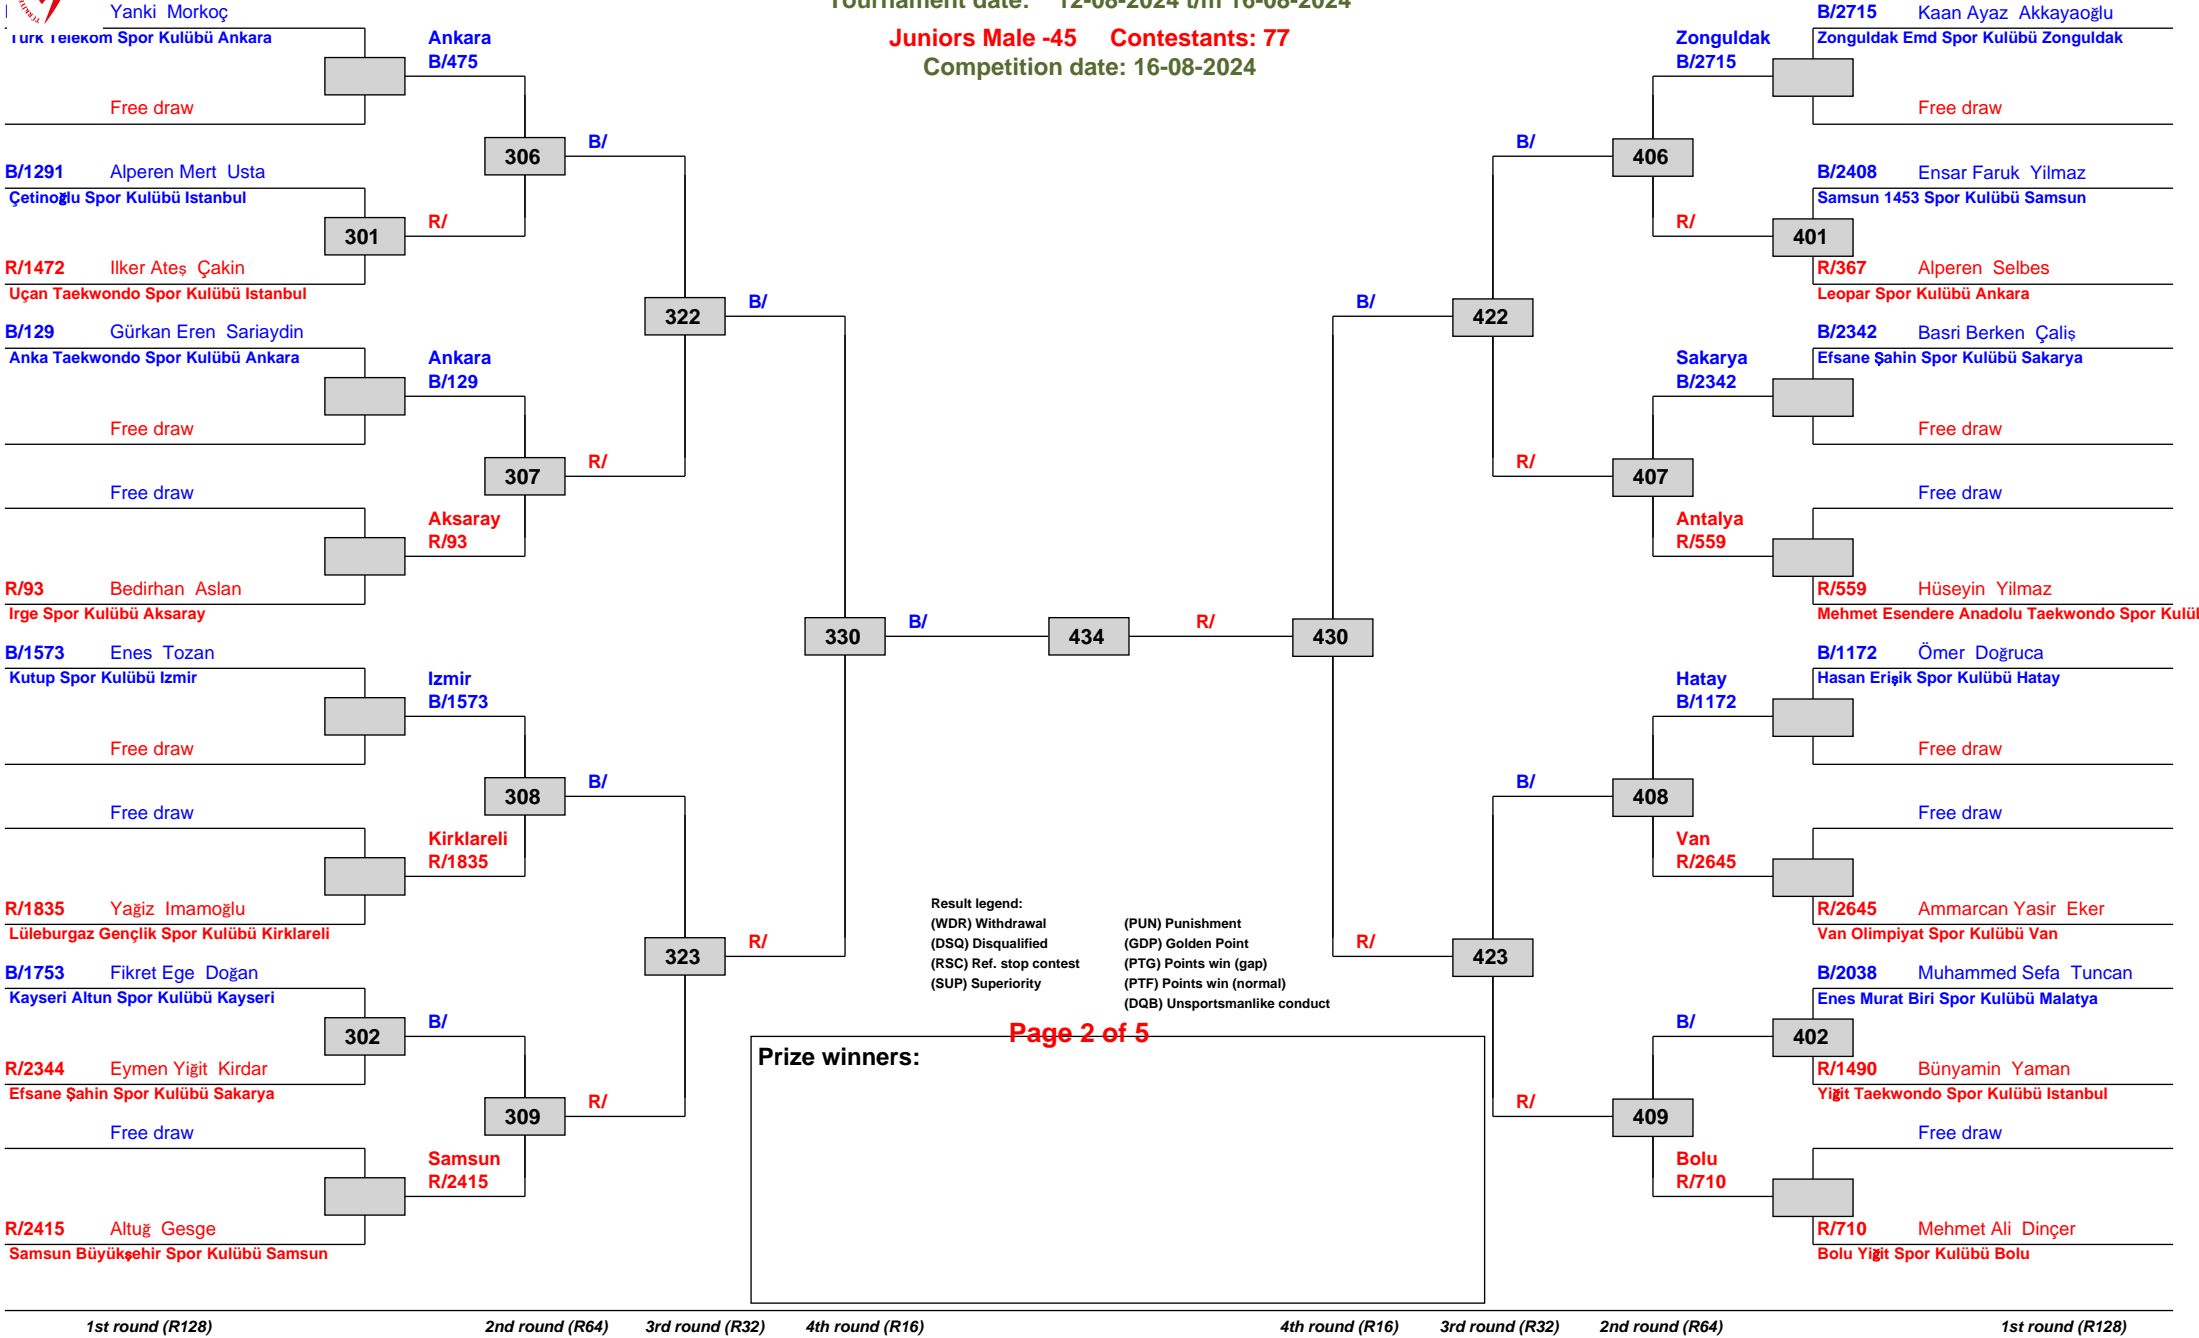 Tournament date: 12-08-2024 t/m 16-08-2024
Juniors Male -45 Contestants: 77
Competition date: 16-08-2024
Yanki Morkoç
Türk Telekom Spor Kulübü Ankara
Free draw
Ankara
B/475
B/1291 Alperen Mert Usta
Çetinoğlu Spor Kulübü Istanbul
301
R/
R/1472 Ilker Ateş Çakin
Uçan Taekwondo Spor Kulübü Istanbul
306
B/
B/129 Gürkan Eren Sariaydin
Anka Taekwondo Spor Kulübü Ankara
Free draw
Ankara
B/129
Free draw
Aksaray
R/93
R/93 Bedirhan Aslan
Irge Spor Kulübü Aksaray
307
R/
322
B/
B/1573 Enes Tozan
Kutup Spor Kulübü Izmir
Free draw
Izmir
B/1573
Free draw
Kirklareli
R/1835
R/1835 Yağiz Imamoğlu
Lüleburgaz Gençlik Spor Kulübü Kirklareli
308
B/
B/1753 Fikret Ege Doğan
Kayseri Altun Spor Kulübü Kayseri
302
B/
R/2344 Eymen Yiğit Kirdar
Efsane Şahin Spor Kulübü Sakarya
Free draw
Samsun
R/2415
R/2415 Altuğ Gesge
Samsun Büyükşehir Spor Kulübü Samsun
309
R/
323
R/
330
B/
434
R/
430
B/
422
B/
406
Zonguldak
B/2715
B/2715 Kaan Ayaz Akkayaoğlu
Zonguldak Emd Spor Kulübü Zonguldak
Free draw
R/
401
B/2408 Ensar Faruk Yilmaz
Samsun 1453 Spor Kulübü Samsun
R/367 Alperen Selbes
Leopar Spor Kulübü Ankara
R/
407
Sakarya
B/2342
B/2342 Basri Berken Çaliş
Efsane Şahin Spor Kulübü Sakarya
Free draw
Free draw
Antalya
R/559
R/559 Hüseyin Yilmaz
Mehmet Esendere Anadolu Taekwondo Spor Kulül
R/
423
B/
408
Hatay
B/1172
B/1172 Ömer Doğruca
Hasan Erişik Spor Kulübü Hatay
Free draw
Free draw
Van
R/2645
R/2645 Ammarcan Yasir Eker
Van Olimpiyat Spor Kulübü Van
R/
409
B/
402
B/2038 Muhammed Sefa Tuncan
Enes Murat Biri Spor Kulübü Malatya
R/1490 Bünyamin Yaman
Yiğit Taekwondo Spor Kulübü Istanbul
Free draw
Bolu
R/710
R/710 Mehmet Ali Dinçer
Bolu Yiğit Spor Kulübü Bolu
Result legend:
(WDR) Withdrawal (PUN) Punishment
(DSQ) Disqualified (GDP) Golden Point
(RSC) Ref. stop contest (PTG) Points win (gap)
(SUP) Superiority (PTF) Points win (normal)
(DQB) Unsportsmanlike conduct
Page 2 of 5
Prize winners:
1st round (R128) 2nd round (R64) 3rd round (R32) 4th round (R16) 4th round (R16) 3rd round (R32) 2nd round (R64) 1st round (R128)